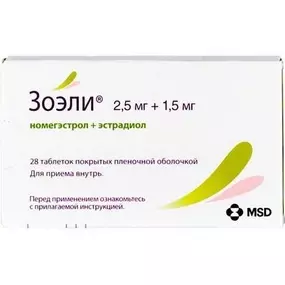 Зоэли® 2,5 мг + 1,5 мг
номегэстрол + эстрадиол
28 таблеток покрытых пленочной оболочкой
Для приема внутрь.
Перед применением ознакомьтесь
с прилагаемой инструкцией.
MSD